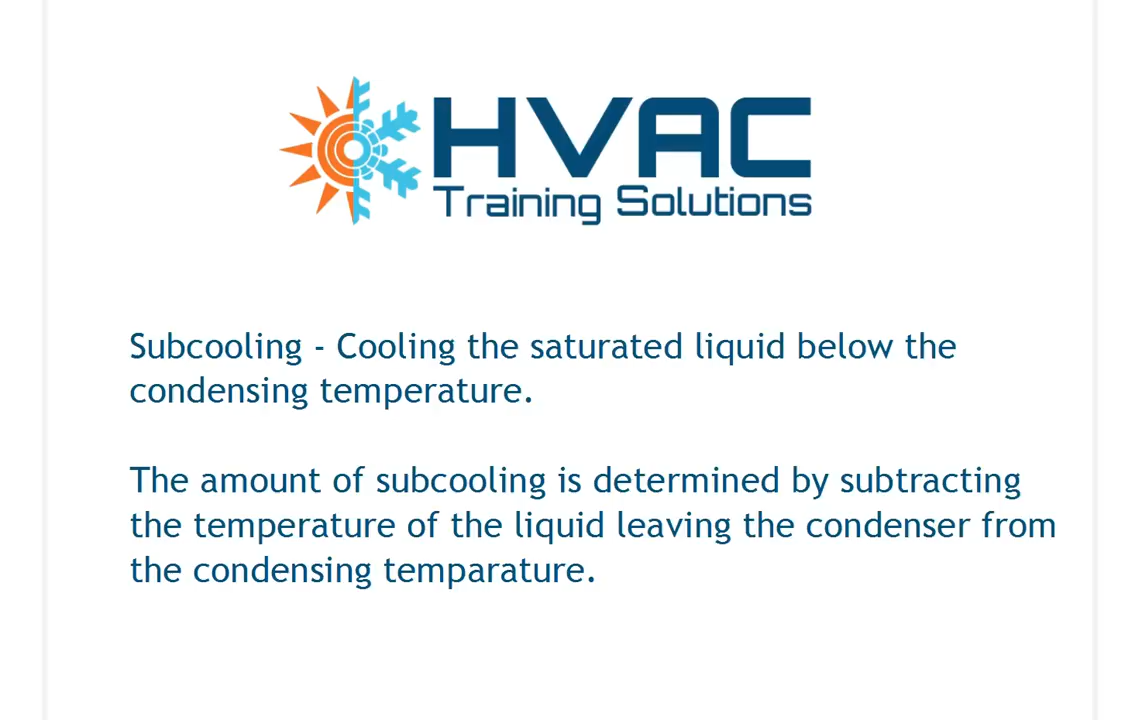 HVAC
Training Solutions
Subcooling - Cooling the saturated liquid below the
condensing temperature.
The amount of subcooling is determined by subtracting
the temperature of the liquid leaving the condenser from
the condensing temparature.